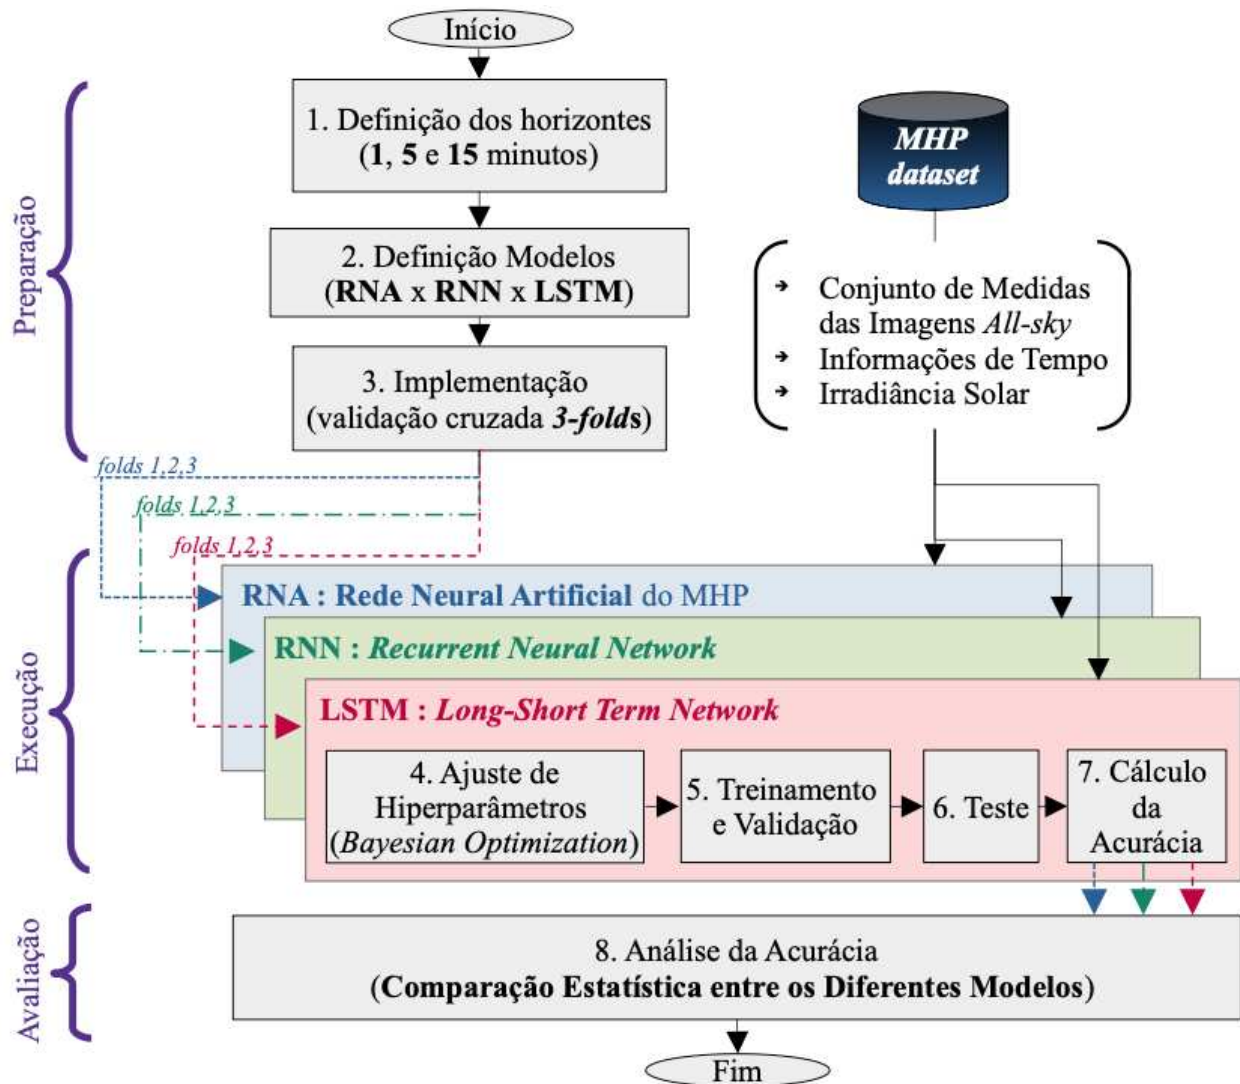 Início
Preparação
1. Definição dos horizontes
(1, 5 e 15 minutos)
2. Definição Modelos
(RNA x RNN x LSTM)
3. Implementação
(validação cruzada 3-folds)
MHP
dataset
➔ Conjunto de Medidas
das Imagens All-sky
➔ Informações de Tempo
➔ Irradiância Solar
folds 1,2,3
folds 1,2,3
folds 1,2,3
Execução
RNA : Rede Neural Artificial do MHP
RNN : Recurrent Neural Network
LSTM : Long-Short Term Network
4. Ajuste de
Hiperparâmetros
(Bayesian Optimization)
5. Treinamento
e Validação
6. Teste
7. Cálculo
da
Acurácia
Avaliação
8. Análise da Acurácia
(Comparação Estatística entre os Diferentes Modelos)
Fim